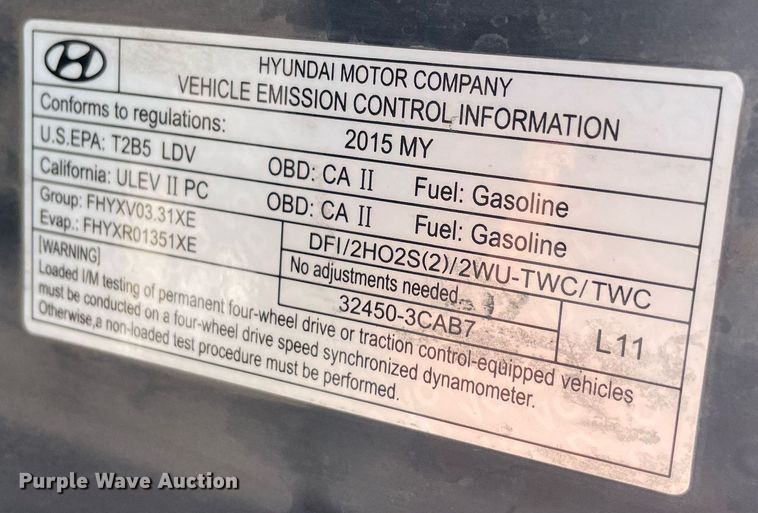 HYUNDAI MOTOR COMPANY
VEHICLE EMISSION CONTROL INFORMATION
Conforms to regulations: 2015 MY
U.S.EPA: T2B5 LDV OBD: CA II Fuel: Gasoline
California: ULEV II PC OBD: CA II Fuel: Gasoline
Group: FHYXV03.31XE DFI/2HO2S(2)/2WU-TWC/TWC
Evap.: FHYXR01351XE No adjustments needed.
32450-3CAB7 L11
[WARNING]
Loaded I/M testing of permanent four-wheel drive or traction control-equipped vehicles
must be conducted on a four-wheel drive speed synchronized dynamometer.
Otherwise,a non-loaded test procedure must be performed.
Purple Wave Auction